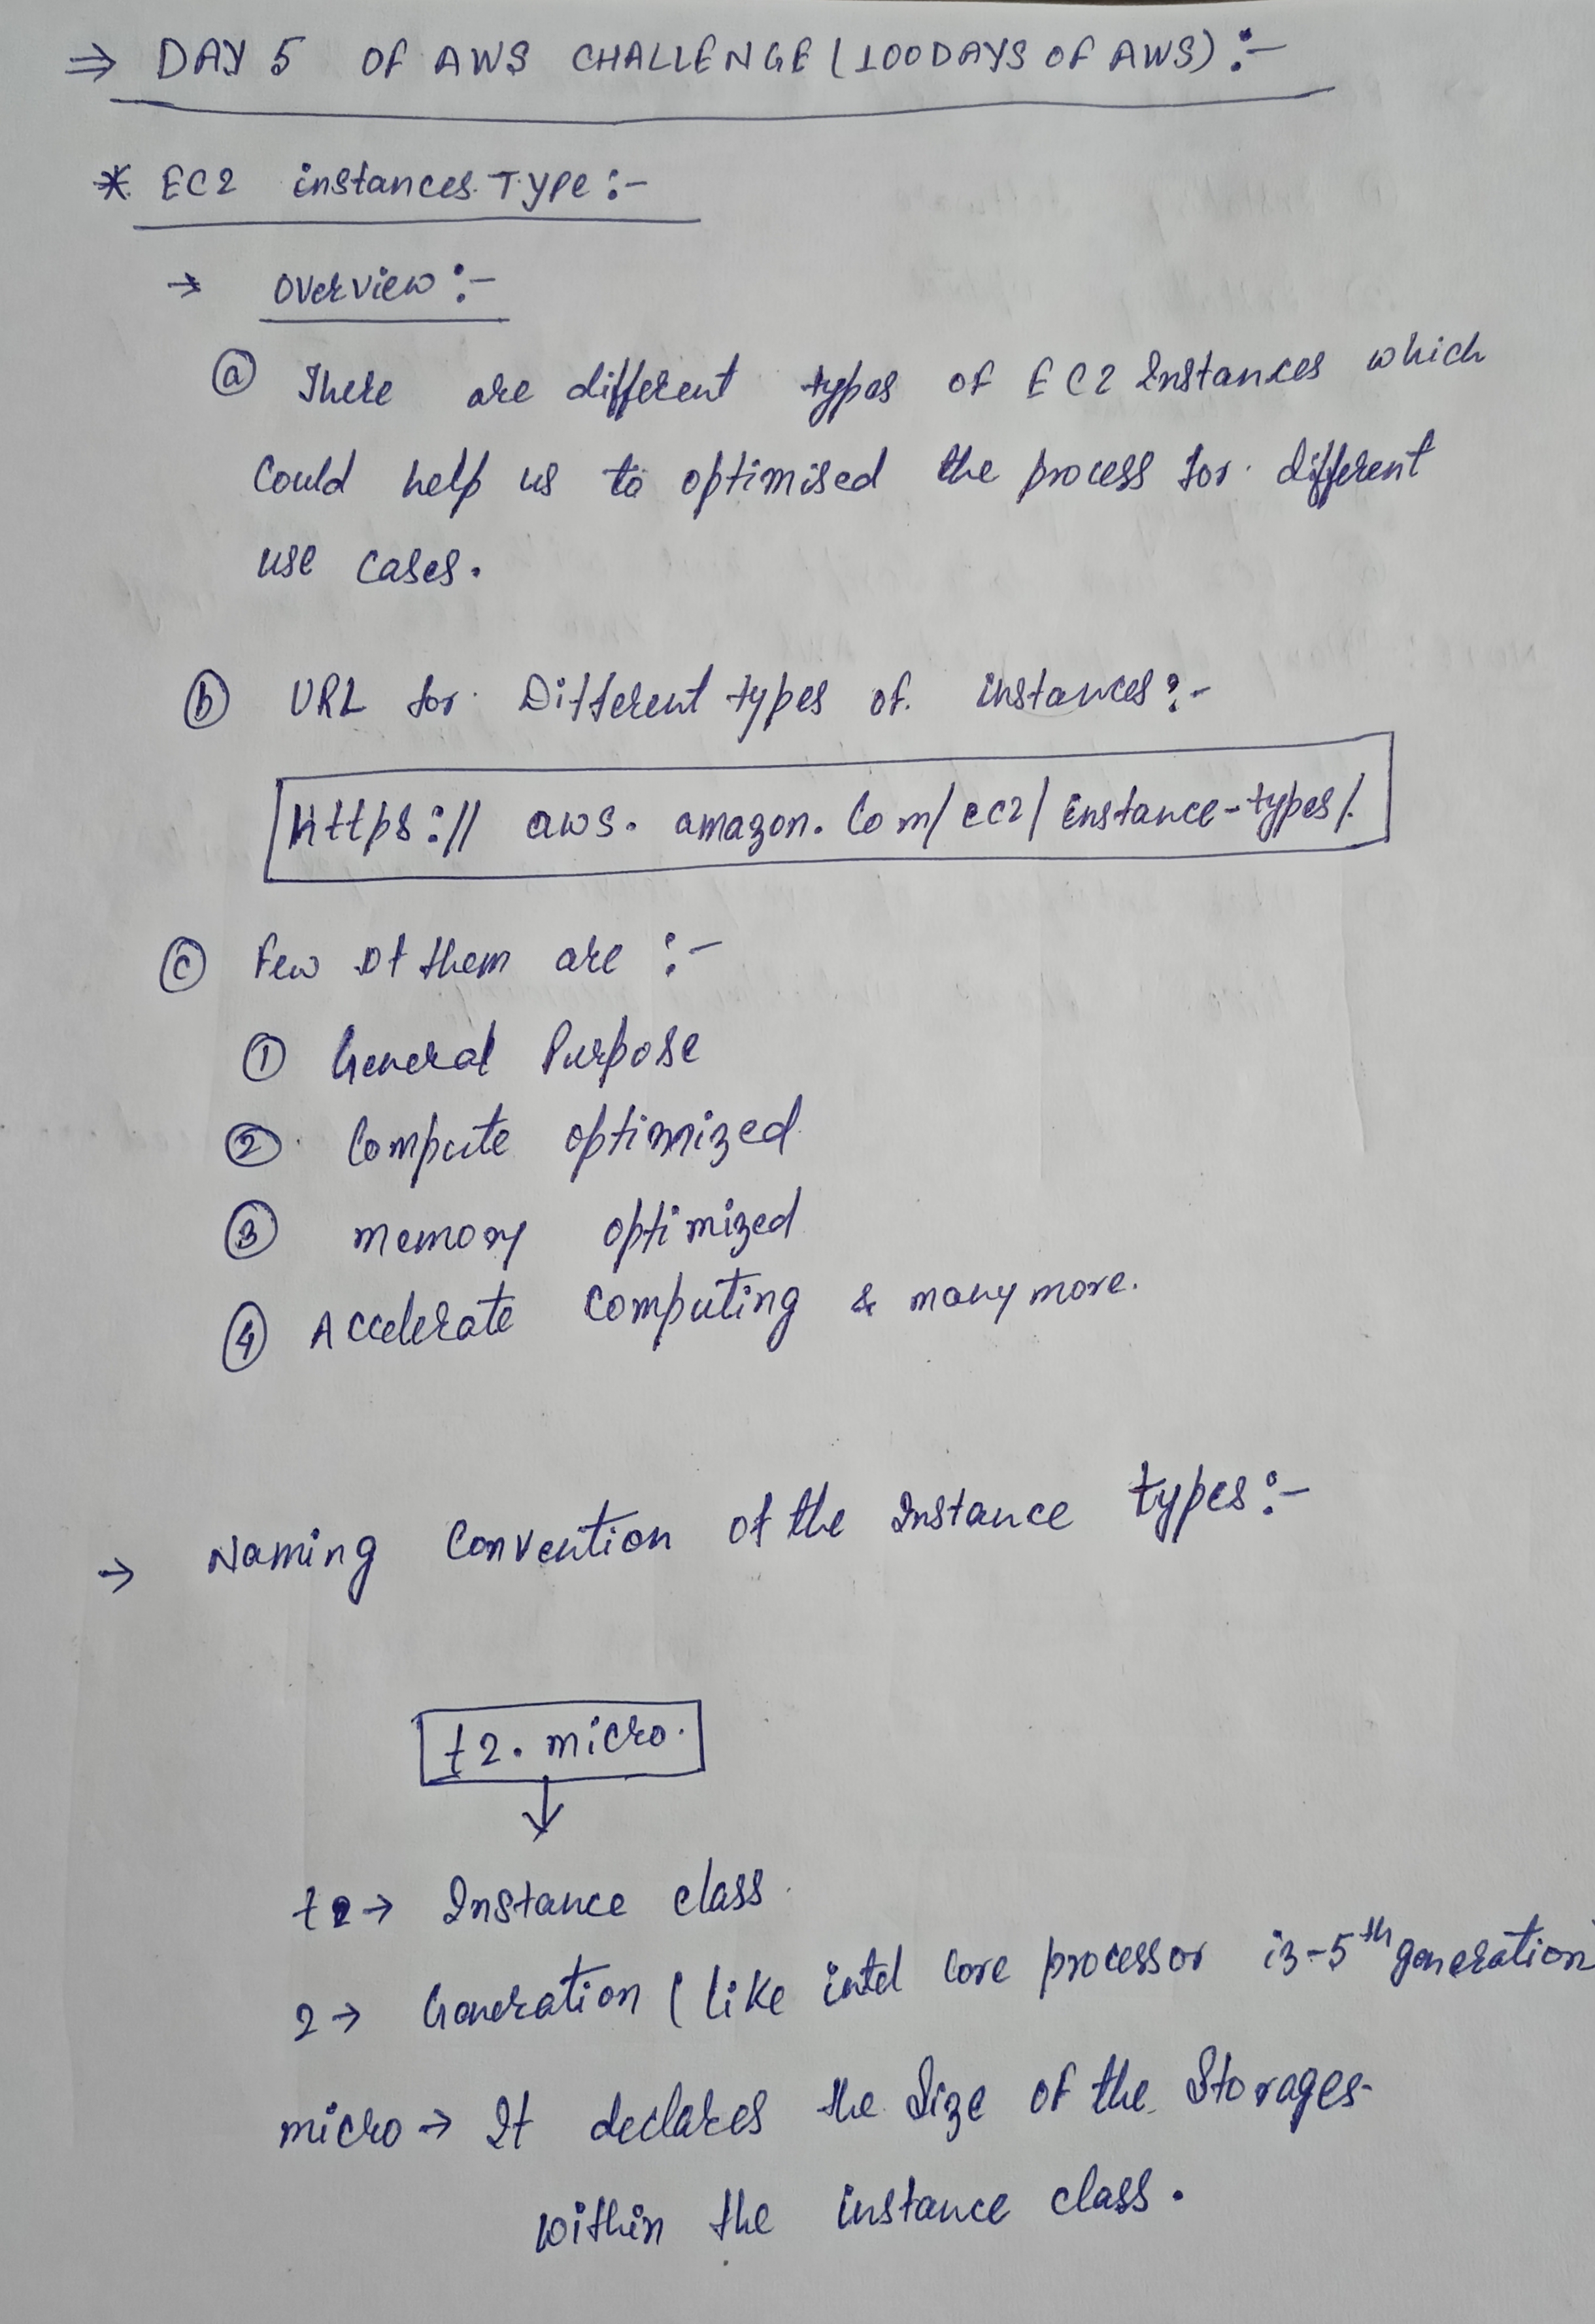 ⇒ DAY 5 OF AWS CHALLENGE (100DAYS OF AWS) :-
* EC2 instances Type :-
→ Overview :-
ⓐ There are different types of EC2 Instances which
Could help us to optimised the process for different
use cases.
ⓑ URL for Different types of instances :-
https:// aws. amazon. Com/ec2/instance-types/.
ⓒ Few of them are :-
① General Purpose
② Compute optimized
③ memory optimized
④ Accelerate Computing & many more.
→ Naming Convention of the Instance types :-
t2. micro.
↓
t2 → Instance class.
2 → Generation ( like intel Core processor i3-5th generation
micro → It declares the Size of the Storages
within the instance class.